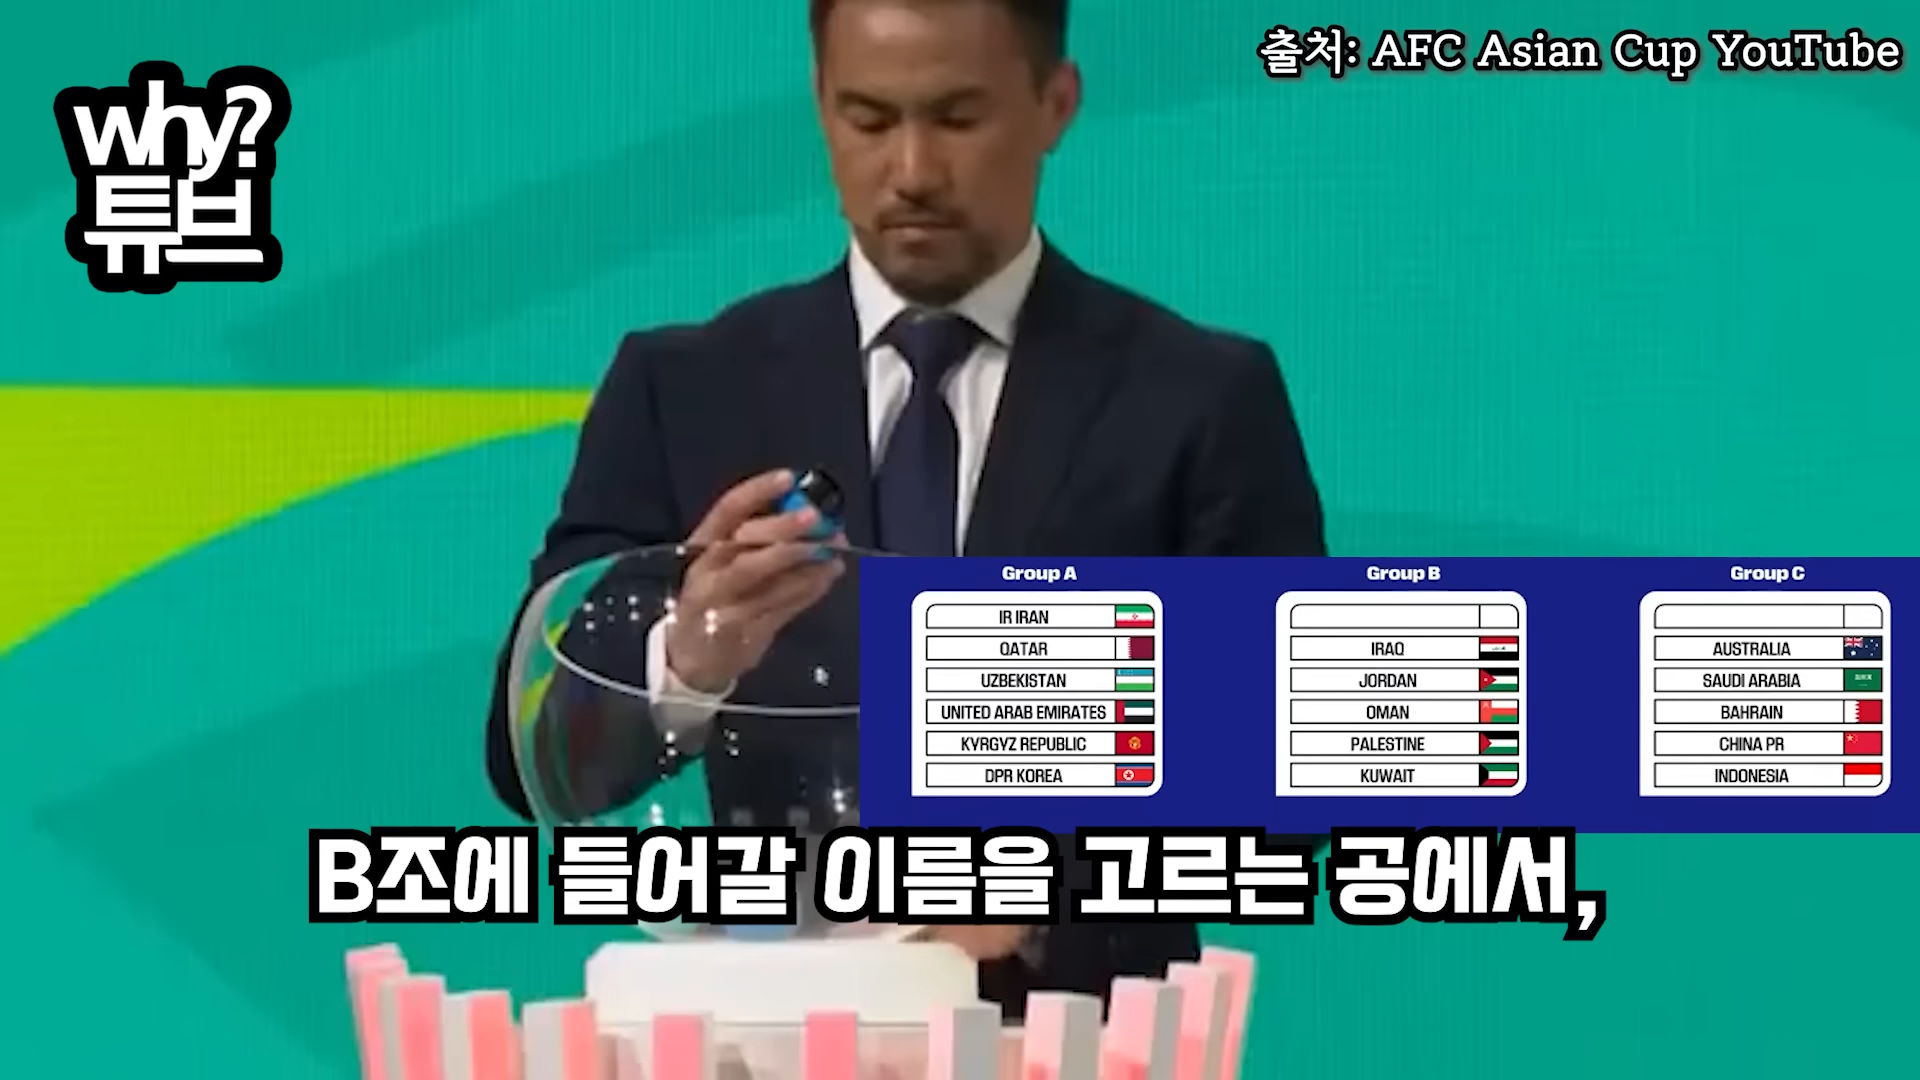 출처: AFC Asian Cup YouTube
why?
튜브
Group A
IR IRAN
QATAR
UZBEKISTAN
UNITED ARAB EMIRATES
KYRGYZ REPUBLIC
DPR KOREA
Group B
IRAQ
JORDAN
OMAN
PALESTINE
KUWAIT
Group C
AUSTRALIA
SAUDI ARABIA
BAHRAIN
CHINA PR
INDONESIA
B조에 들어갈 이름을 고르는 공에서,